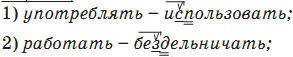 1) употреблять – использовать;
2) работать – бездельничать;